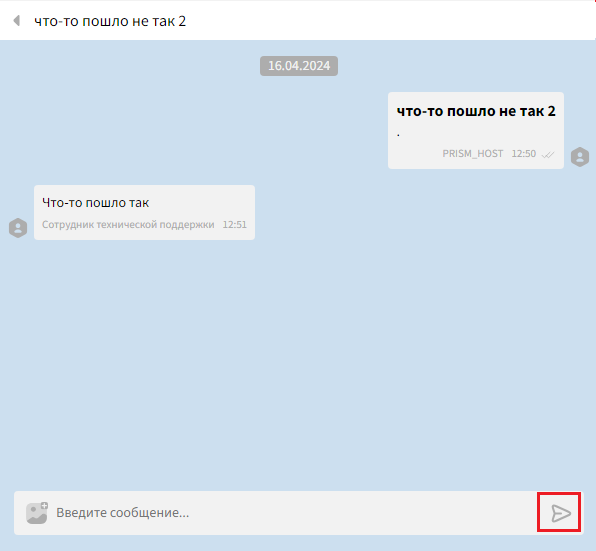 что-то пошло не так 2
16.04.2024
что-то пошло не так 2
.
PRISM_HOST 12:50
Что-то пошло так
Сотрудник технической поддержки 12:51
Введите сообщение...